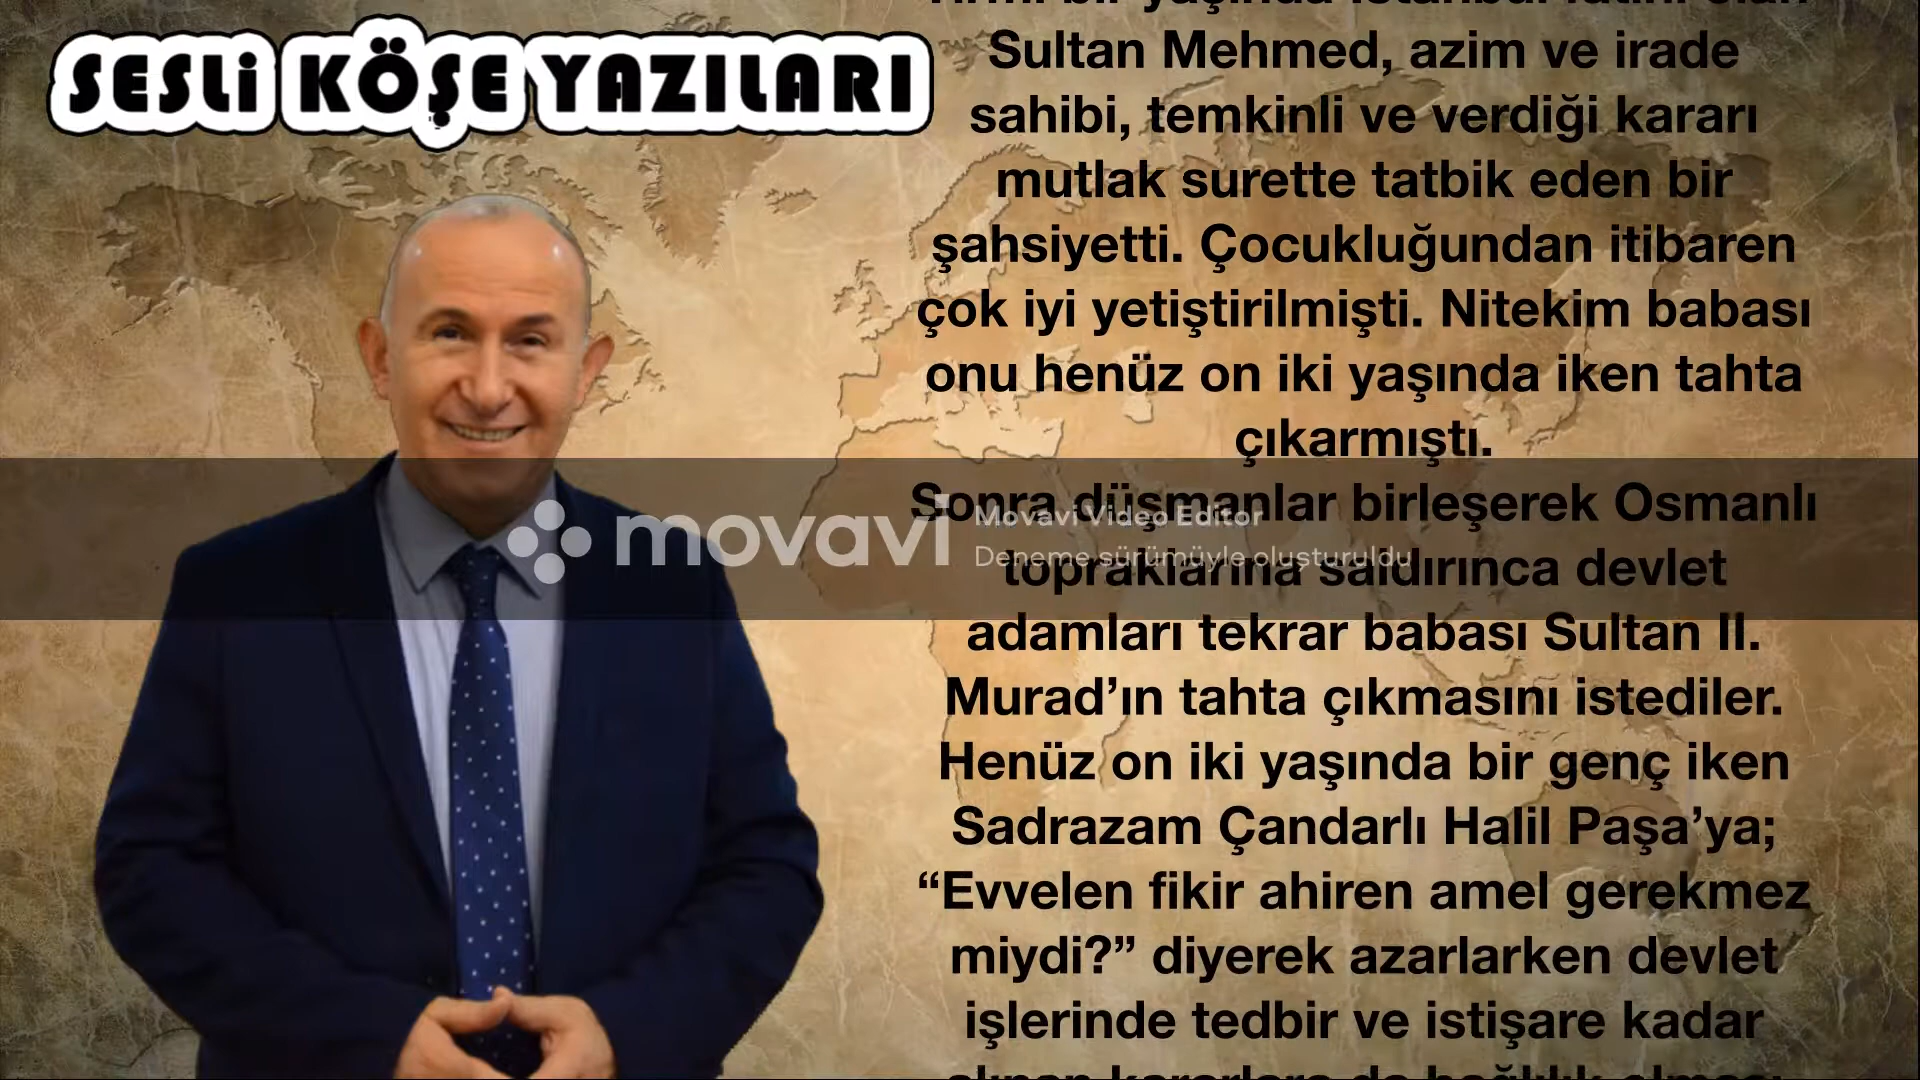 SESLİ KÖŞE YAZILARI
Sultan Mehmed, azim ve irade
sahibi, temkinli ve verdiği kararı
mutlak surette tatbik eden bir
şahsiyetti. Çocukluğundan itibaren
çok iyi yetiştirilmişti. Nitekim babası
onu henüz on iki yaşında iken tahta
çıkarmıştı.
Sonra düşmanlar birleşerek Osmanlı
movavi
Movavi Video Editor
Deneme sürümüyle oluşturuldu
topraklarına saldırınca devlet
adamları tekrar babası Sultan II.
Murad’ın tahta çıkmasını istediler.
Henüz on iki yaşında bir genç iken
Sadrazam Çandarlı Halil Paşa’ya;
“Evvelen fikir ahiren amel gerekmez
miydi?” diyerek azarlarken devlet
işlerinde tedbir ve istişare kadar